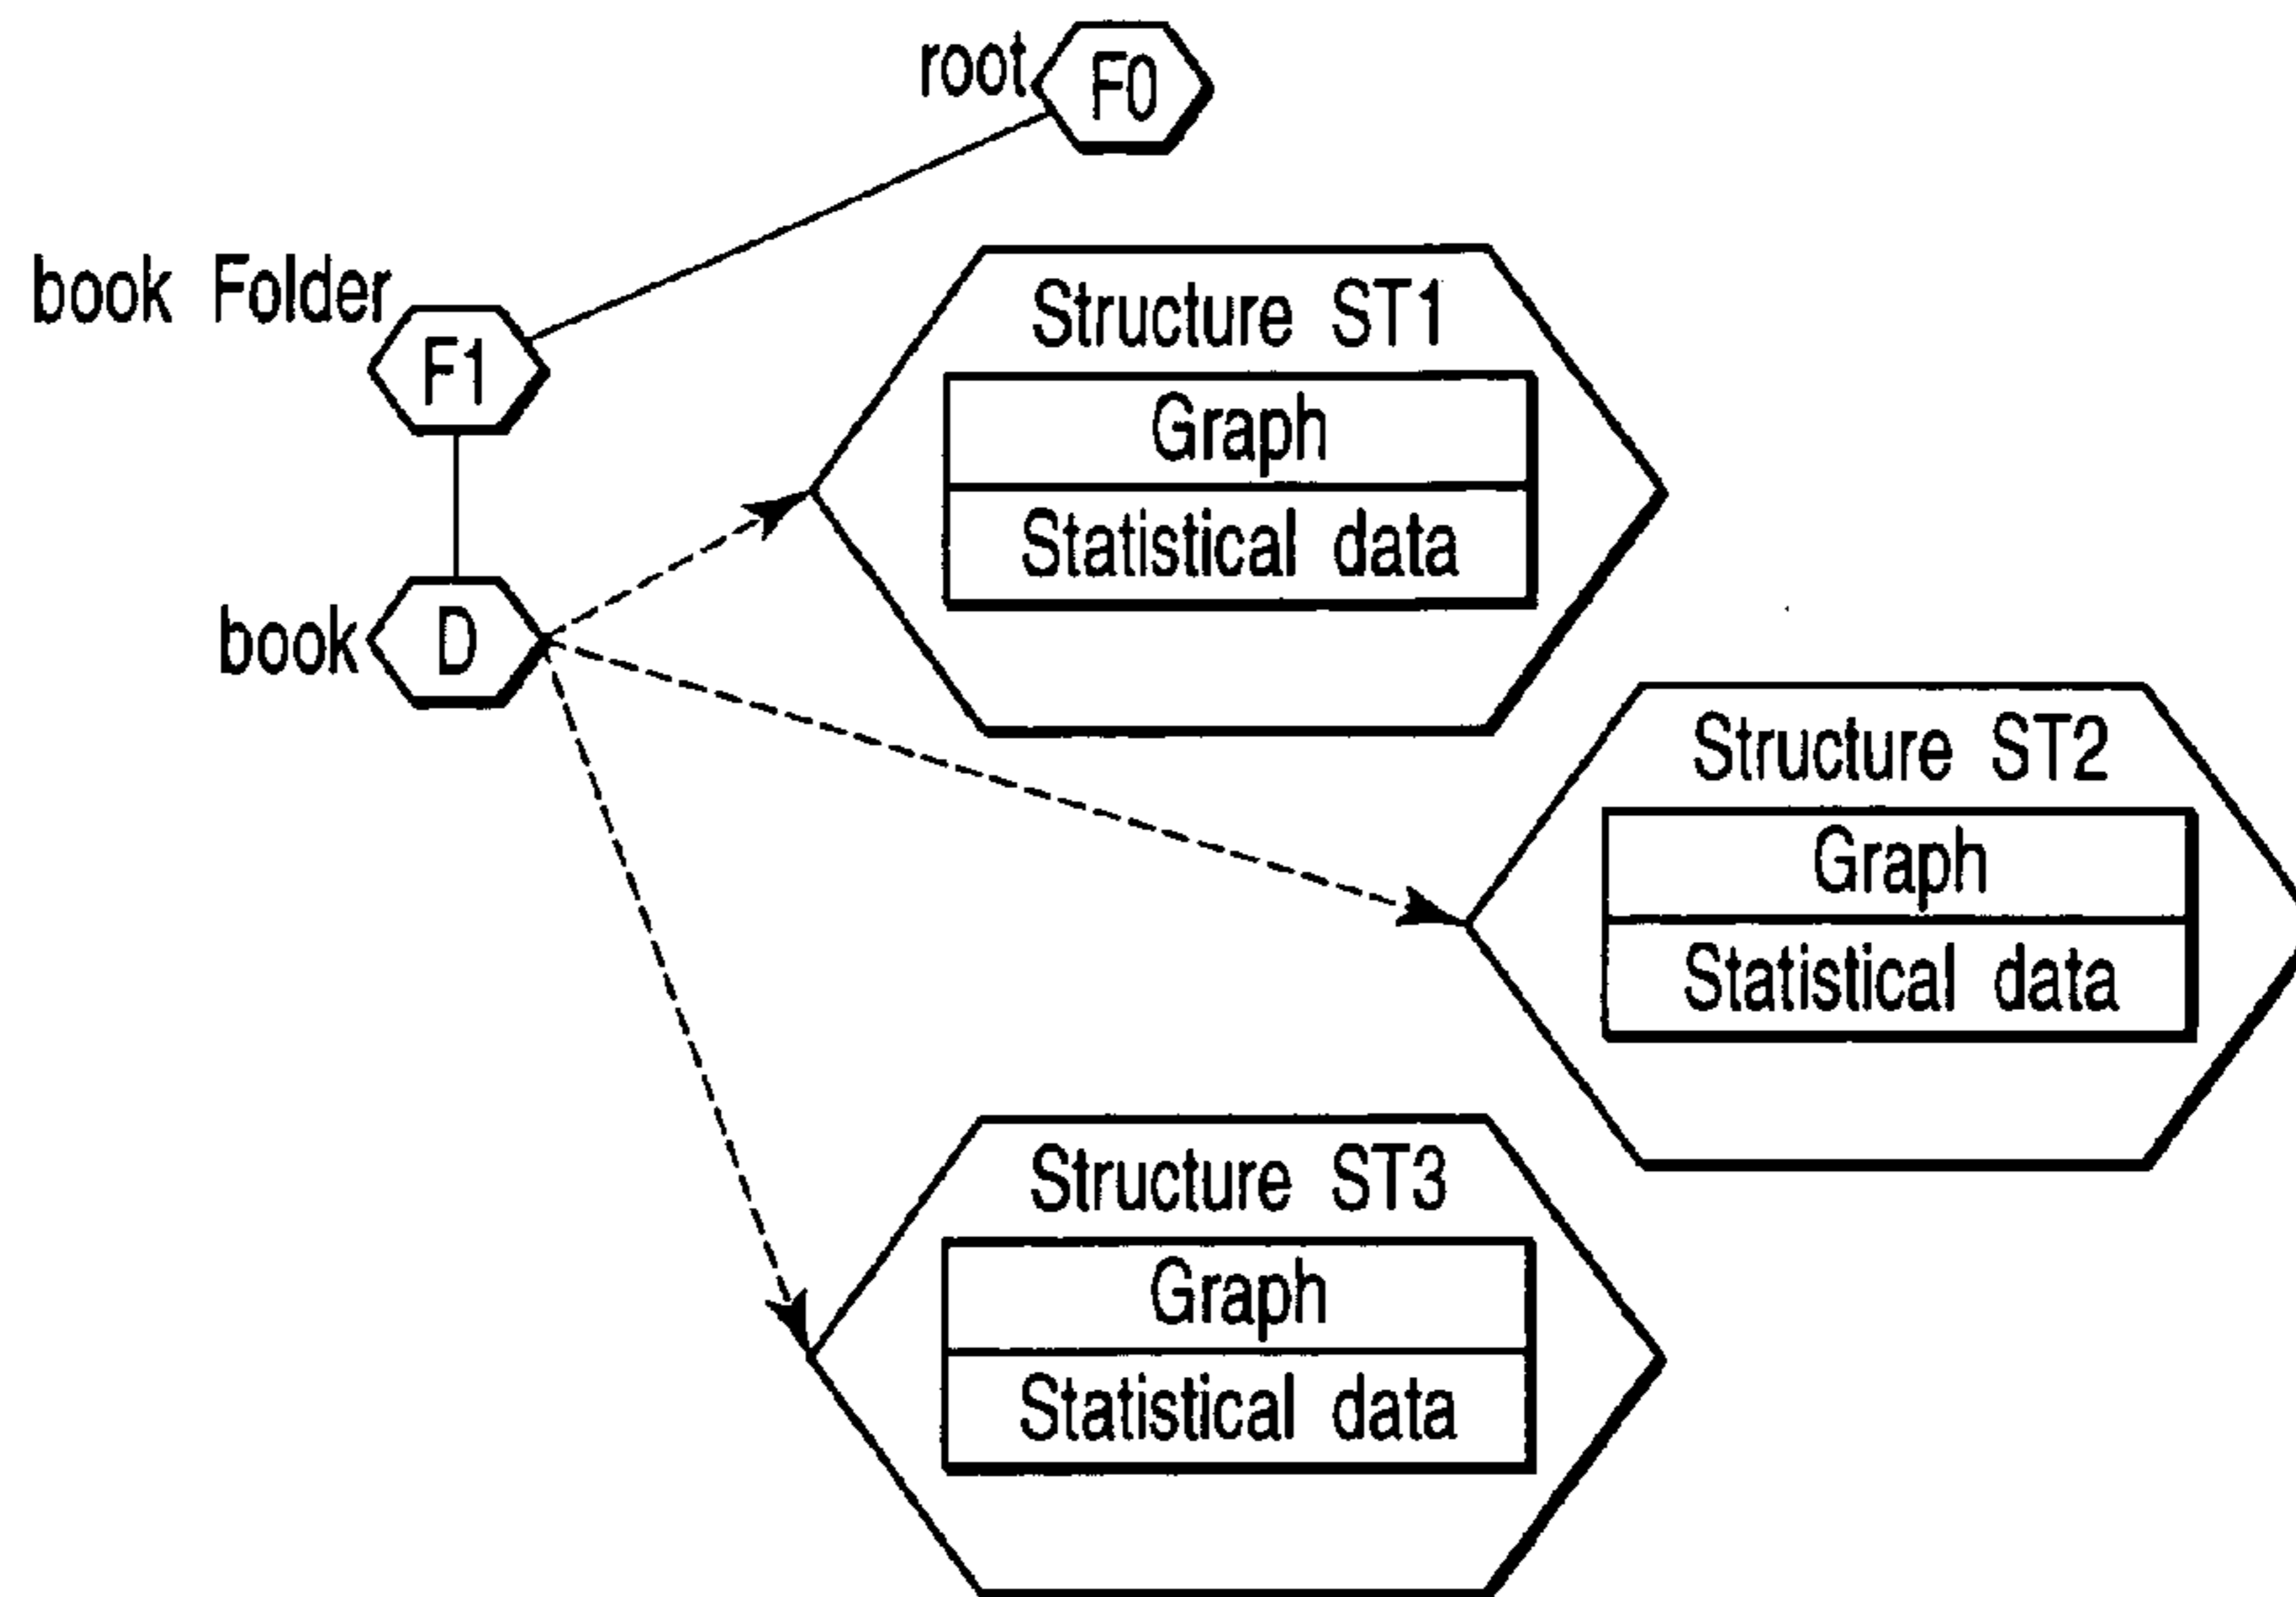 root
F0
book Folder
F1
Structure ST1
Graph
Statistical data
book
D
Structure ST2
Graph
Statistical data
Structure ST3
Graph
Statistical data